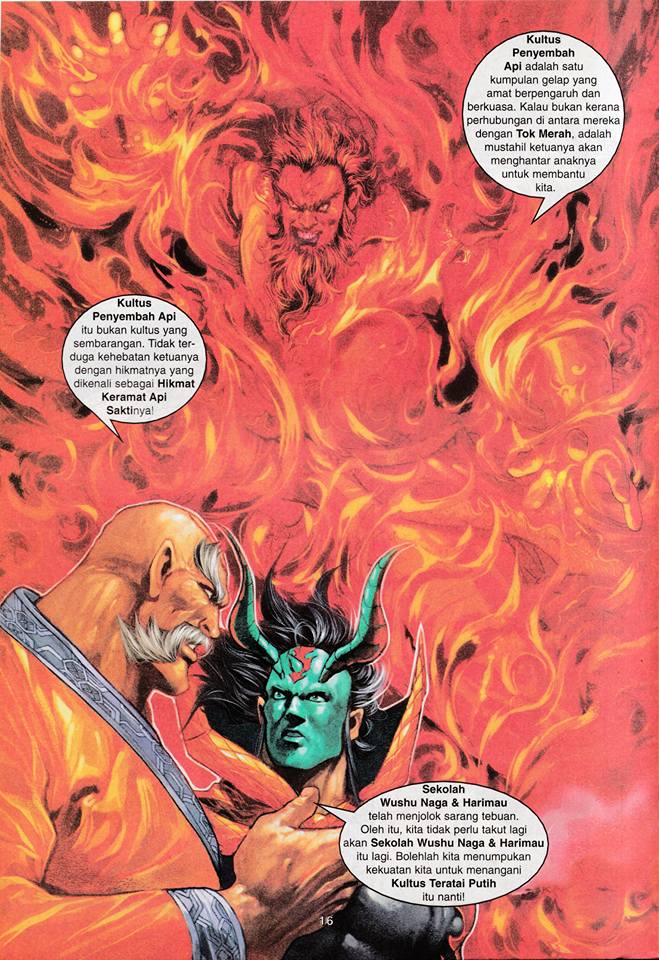 Kultus
Penyembah
Api adalah satu
kumpulan gelap yang
amat berpengaruh dan
berkuasa. Kalau bukan kerana
perhubungan di antara mereka
dengan Tok Merah, adalah
mustahil ketuanya akan
menghantar anaknya
untuk membantu
kita.
Kultus
Penyembah Api
itu bukan kultus yang
sembarangan. Tidak ter-
duga kehebatan ketuanya
dengan hikmatnya yang
dikenali sebagai Hikmat
Keramat Api
Saktinya!
Sekolah
Wushu Naga & Harimau
telah menjolok sarang tebuan.
Oleh itu, kita tidak perlu takut lagi
akan Sekolah Wushu Naga & Harimau
itu lagi. Bolehlah kita menumpukan
kekuatan kita untuk menangani
Kultus Teratai Putih
itu nanti!
16